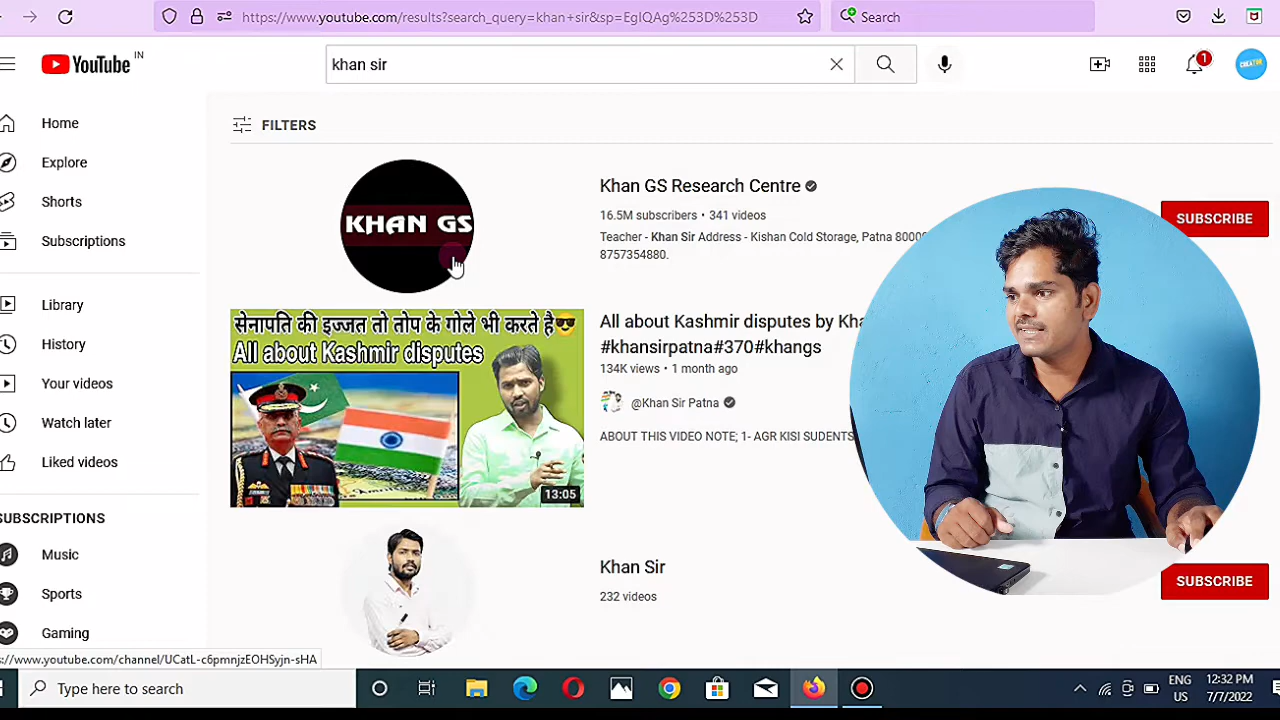 https://www.youtube.com/results?search_query=khan+sir&sp=EgIQAg%253D%253D
Search
YouTube IN
khan sir
1
CREATIVE
Home
Explore
Shorts
Subscriptions
Library
History
Your videos
Watch later
Liked videos
SUBSCRIPTIONS
Music
Sports
Gaming
FILTERS
KHAN GS
Khan GS Research Centre
16.5M subscribers • 341 videos
Teacher - Khan Sir Address - Kishan Cold Storage, Patna 80000
8757354880.
SUBSCRIBE
सेनापति की इज्जत तो तोप के गोले भी करते है😎
All about Kashmir disputes
13:05
All about Kashmir disputes by Kha
#khansirpatna#370#khangs
134K views • 1 month ago
@Khan Sir Patna
ABOUT THIS VIDEO NOTE; 1- AGR KISI SUDENTS
Khan Sir
232 videos
SUBSCRIBE
s://www.youtube.com/channel/UCatL-c6pmnjzEOHSyjn-sHA
Type here to search
ENG
US
12:32 PM
7/7/2022